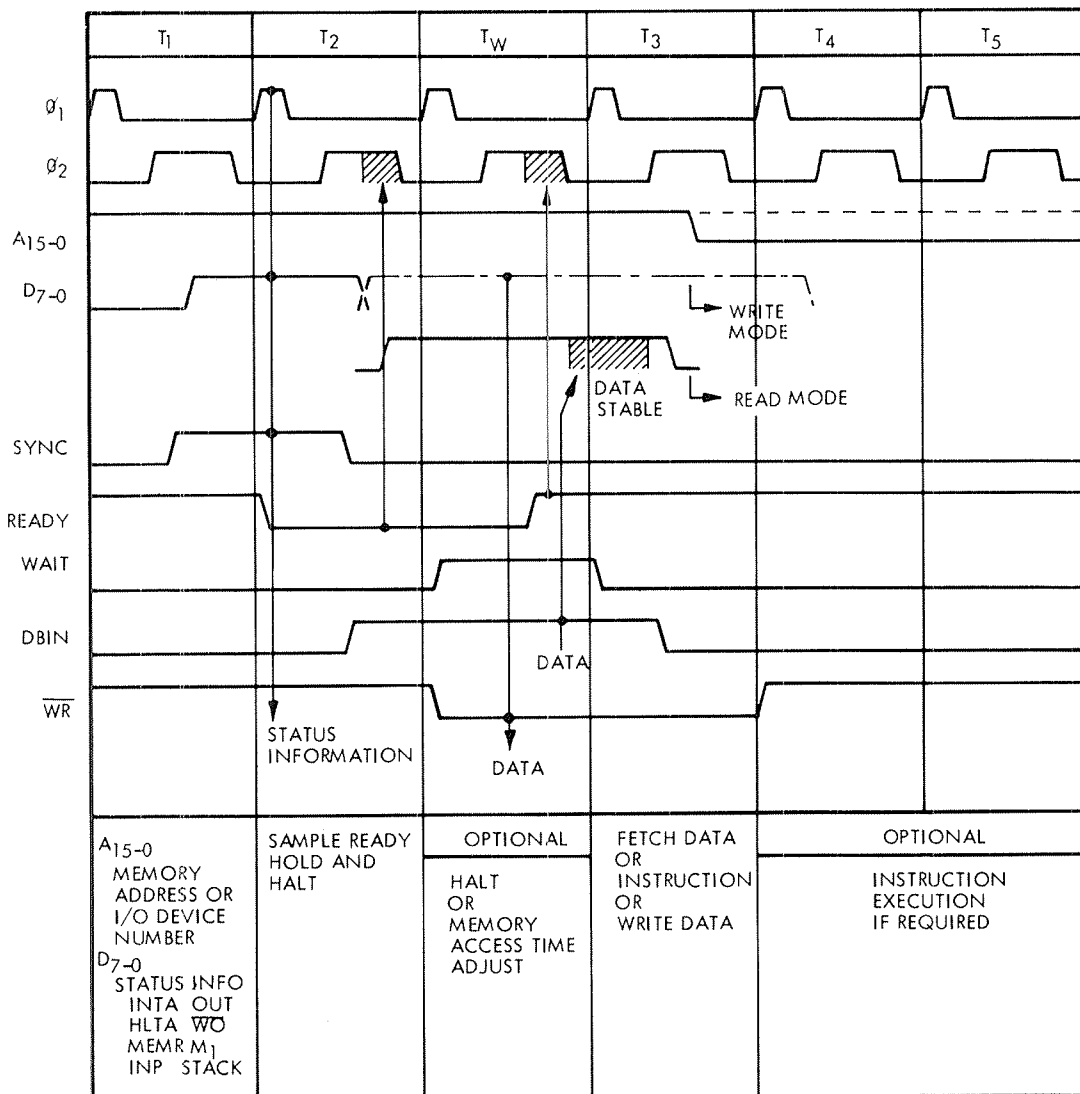 T1 T2 TW T3 T4 T5
ø1
ø2
A15-0
D7-0
WRITE
MODE
DATA
STABLE
READ MODE
SYNC
READY
WAIT
DBIN
DATA
WR
STATUS
INFORMATION
DATA
A15-0
MEMORY
ADDRESS OR
I/O DEVICE
NUMBER
D7-0
STATUS INFO
INTA OUT
HLTA WO
MEMR M1
INP STACK
SAMPLE READY
HOLD AND
HALT
OPTIONAL
HALT
OR
MEMORY
ACCESS TIME
ADJUST
FETCH DATA
OR
INSTRUCTION
OR
WRITE DATA
OPTIONAL
INSTRUCTION
EXECUTION
IF REQUIRED